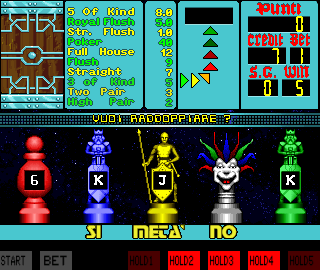 5 Of Kind 8.0
Royal Flush 5.0
Str. Flush 1.0
Poker 40
Full House 12
Flush 9
Straight 7
3 of Kind 5
Two Pair 3
High Pair 2
Punti
0
Credit Bet
7 1 1
S.C. Win
0 5
VUOI RADDOPPIARE ?
6 K J K
SI META' NO
START BET HOLD1 HOLD2 HOLD3 HOLD4 HOLD5